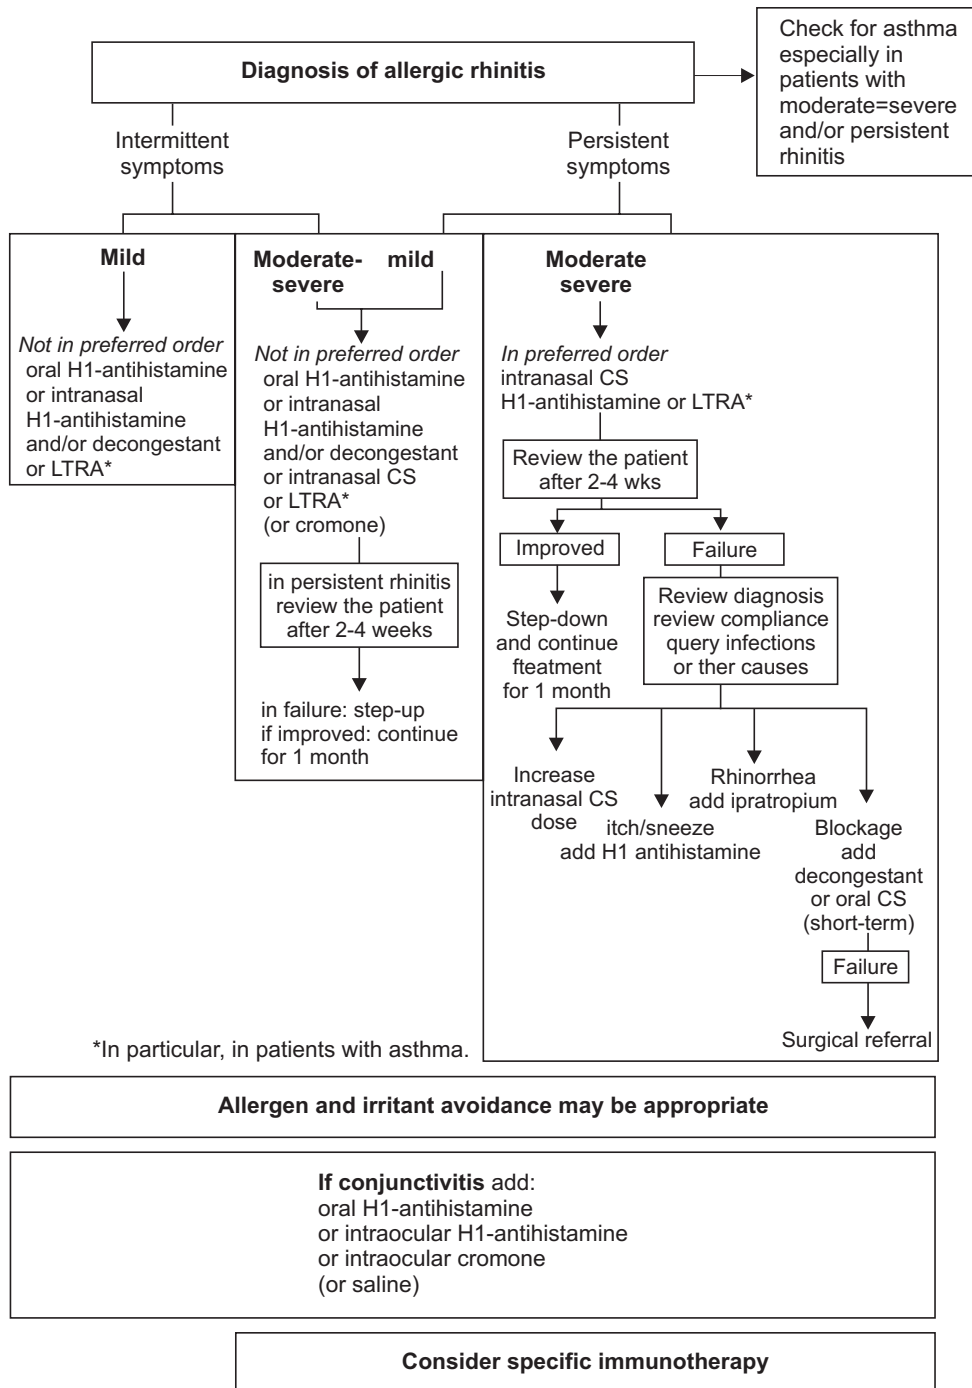 Diagnosis of allergic rhinitis
Check for asthma
especially in
patients with
moderate=severe
and/or persistent
rhinitis
Intermittent
symptoms
Persistent
symptoms
Mild
Not in preferred order
oral H1-antihistamine
or intranasal
H1-antihistamine
and/or decongestant
or LTRA*
Moderate-
severe
mild
Not in preferred order
oral H1-antihistamine
or intranasal
H1-antihistamine
and/or decongestant
or intranasal CS
or LTRA*
(or cromone)
in persistent rhinitis
review the patient
after 2-4 weeks
in failure: step-up
if improved: continue
for 1 month
Moderate
severe
In preferred order
intranasal CS
H1-antihistamine or LTRA*
Review the patient
after 2-4 wks
Improved
Failure
Step-down
and continue
fteatment
for 1 month
Review diagnosis
review compliance
query infections
or ther causes
Increase
intranasal CS
dose
itch/sneeze
add H1 antihistamine
Rhinorrhea
add ipratropium
Blockage
add
decongestant
or oral CS
(short-term)
Failure
Surgical referral
*In particular, in patients with asthma.
Allergen and irritant avoidance may be appropriate
If conjunctivitis add:
oral H1-antihistamine
or intraocular H1-antihistamine
or intraocular cromone
(or saline)
Consider specific immunotherapy